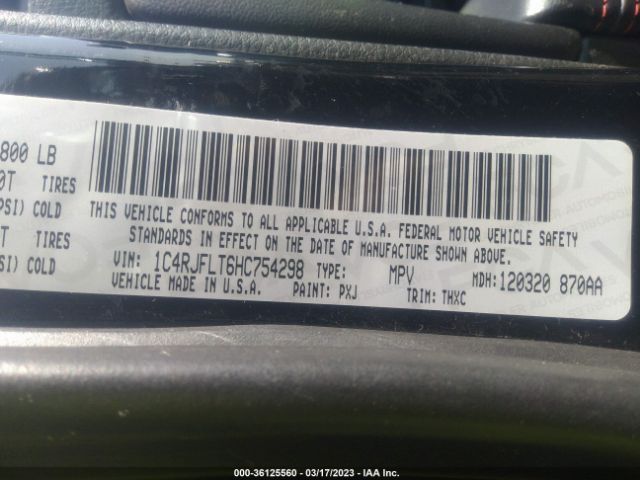 800 LB
0T TIRES
PSI) COLD
THIS VEHICLE CONFORMS TO ALL APPLICABLE U.S.A. FEDERAL MOTOR VEHICLE SAFETY
T TIRES
STANDARDS IN EFFECT ON THE DATE OF MANUFACTURE SHOWN ABOVE.
SI) COLD
VIN: 1C4RJFLT6HC754298 TYPE: MPV MDH:120320 870AA
VEHICLE MADE IN U.S.A. PAINT: PXJ TRIM: THXC
000-36125560 - 03/17/2023 - IAA Inc.